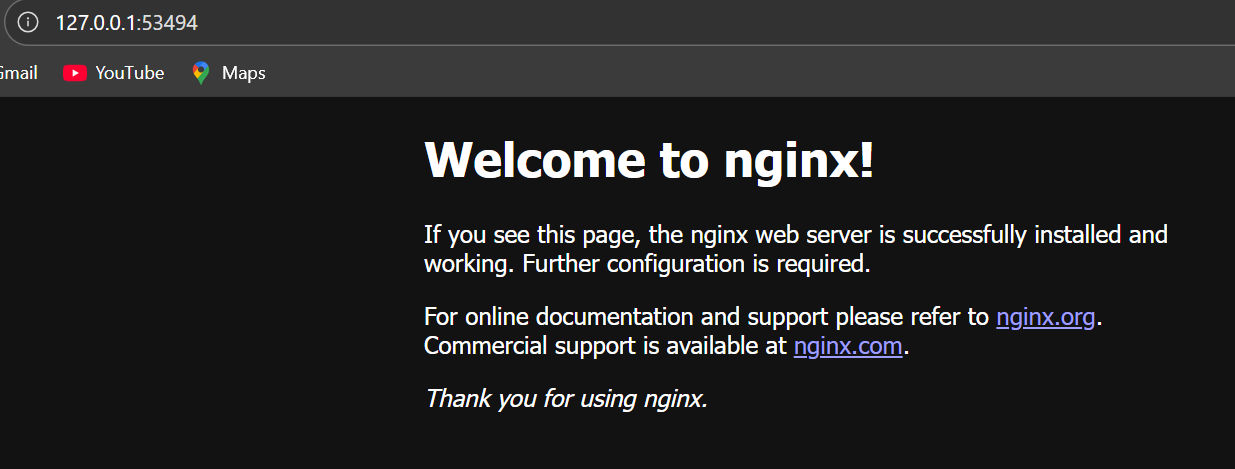 127.0.0.1:53494
Gmail YouTube Maps
Welcome to nginx!
If you see this page, the nginx web server is successfully installed and
working. Further configuration is required.
For online documentation and support please refer to nginx.org.
Commercial support is available at nginx.com.
Thank you for using nginx.